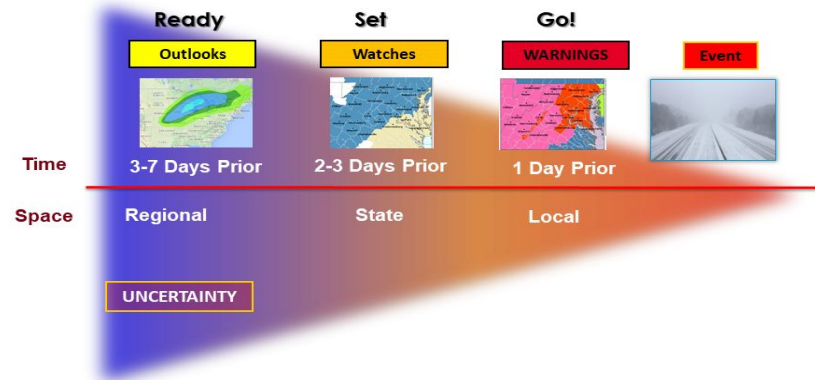 Ready Set Go!
Outlooks Watches WARNINGS Event
Time 3-7 Days Prior 2-3 Days Prior 1 Day Prior
Space Regional State Local
UNCERTAINTY